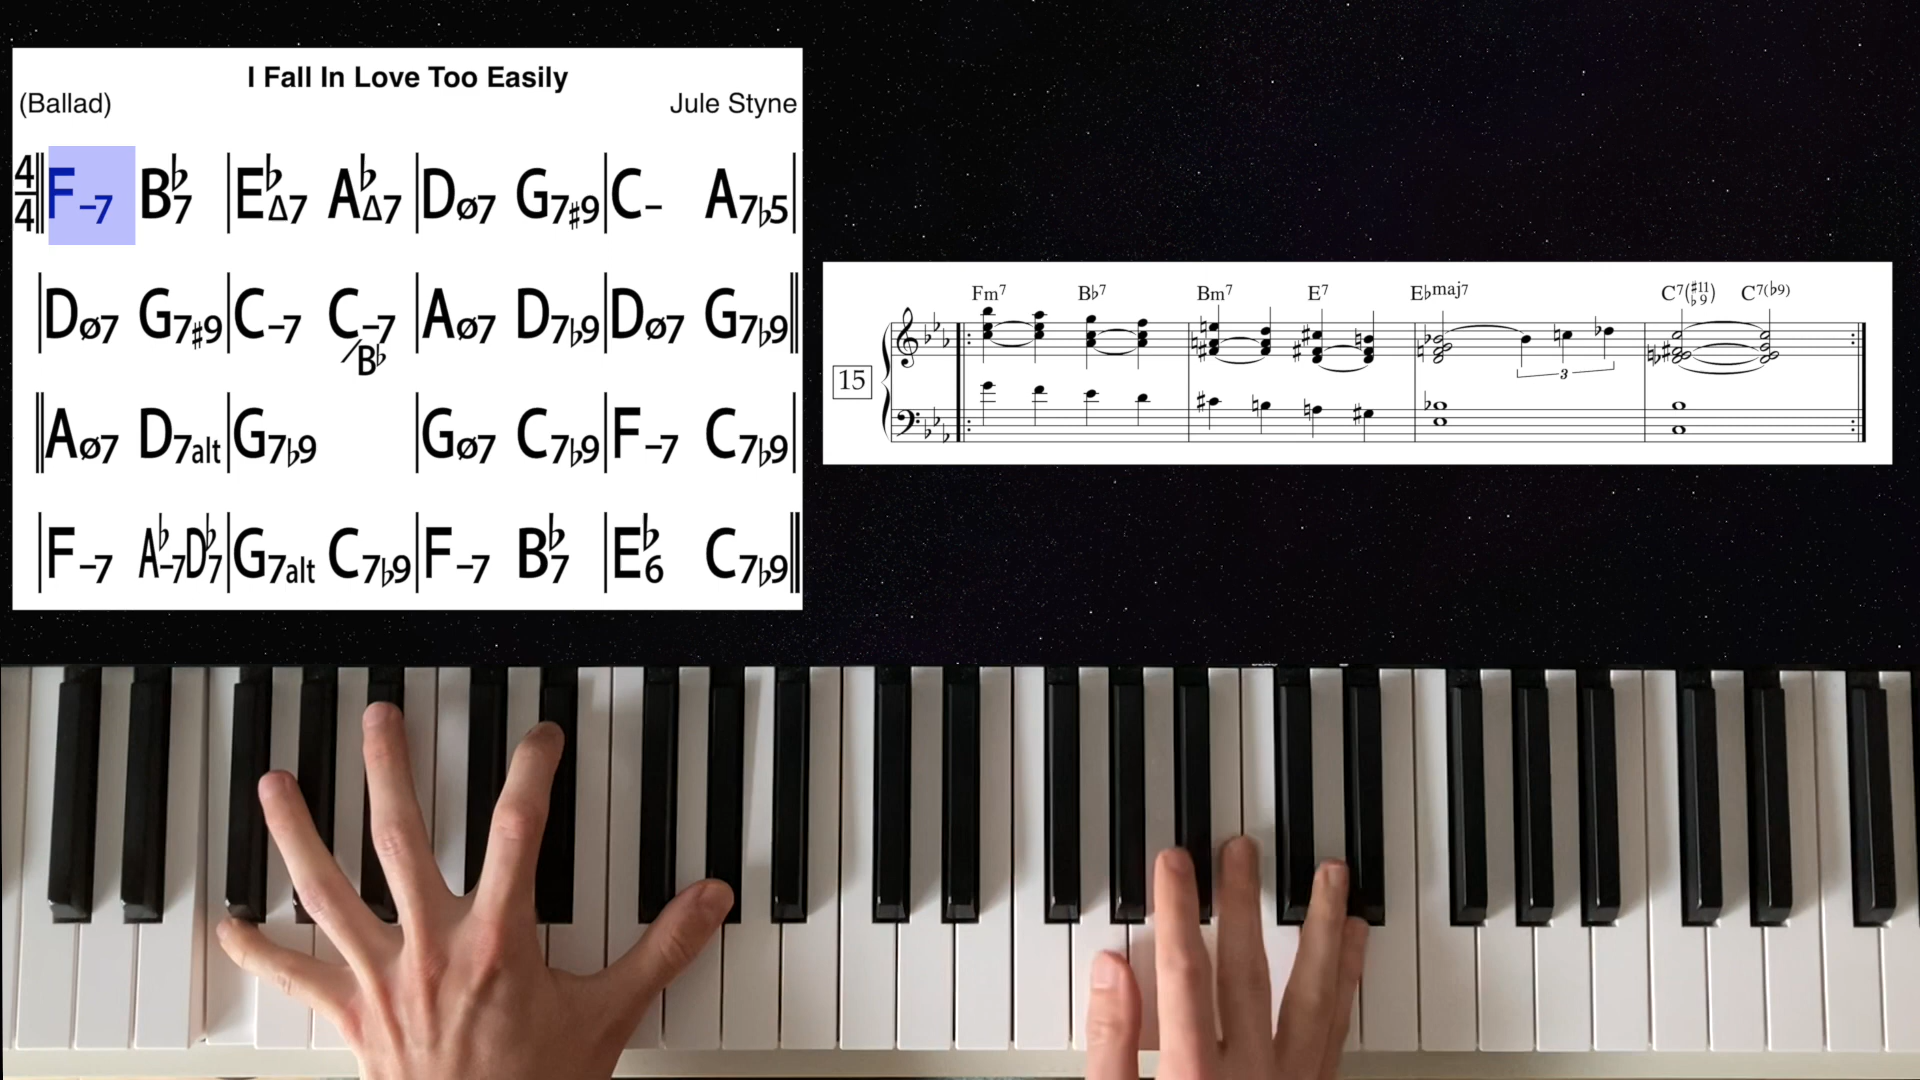 I Fall In Love Too Easily
(Ballad) Jule Styne
4/4 F–7 B♭7 | E♭Δ7 A♭Δ7 | Dø7 G7♯9 | C– A7♭5
Dø7 G7♯9 | C–7 C–7/B♭ | Aø7 D7♭9 | Dø7 G7♭9
Aø7 D7alt | G7♭9 | Gø7 C7♭9 | F–7 C7♭9
F–7 A♭–7 D♭7 | G7alt C7♭9 | F–7 B♭7 | E♭6 C7♭9
Fm7 B♭7 Bm7 E7 E♭maj7 C7(♯11♭9) C7(♭9)
15
3